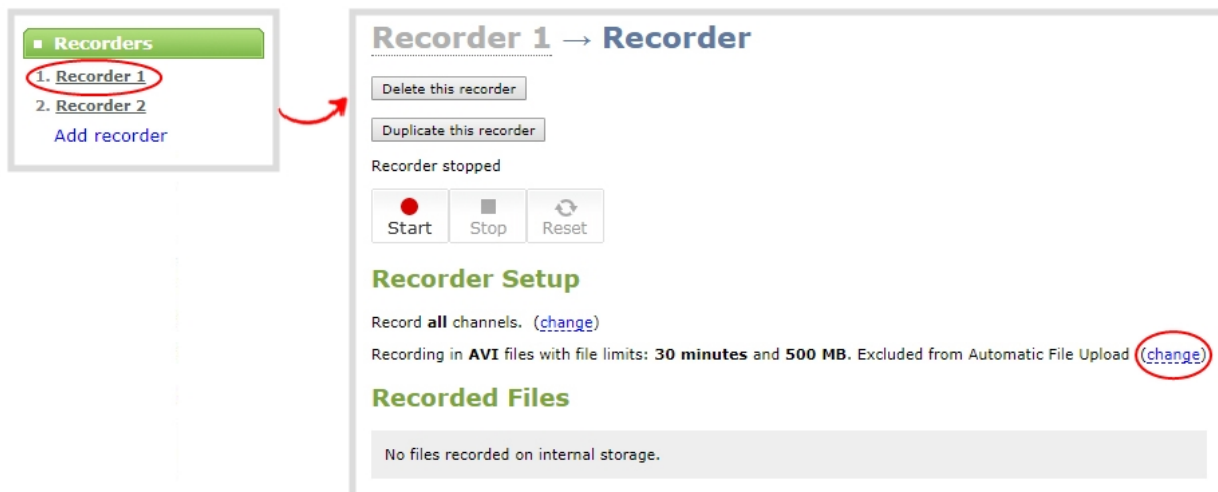 Recorders
1. Recorder 1
2. Recorder 2
Add recorder
Recorder 1 → Recorder
Delete this recorder
Duplicate this recorder
Recorder stopped
Start Stop Reset
Recorder Setup
Record all channels. (change)
Recording in AVI files with file limits: 30 minutes and 500 MB. Excluded from Automatic File Upload (change)
Recorded Files
No files recorded on internal storage.